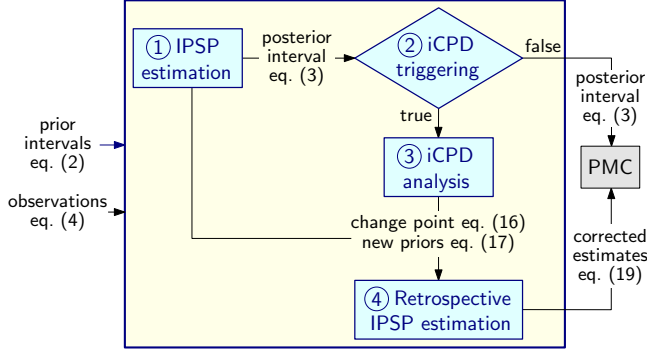 ① IPSP
estimation
posterior
interval
eq. (3)
② iCPD
triggering
false
true
posterior
interval
eq. (3)
prior
intervals
eq. (2)
③ iCPD
analysis
PMC
observations
eq. (4)
change point eq. (16)
new priors eq. (17)
corrected
estimates
eq. (19)
④ Retrospective
IPSP estimation